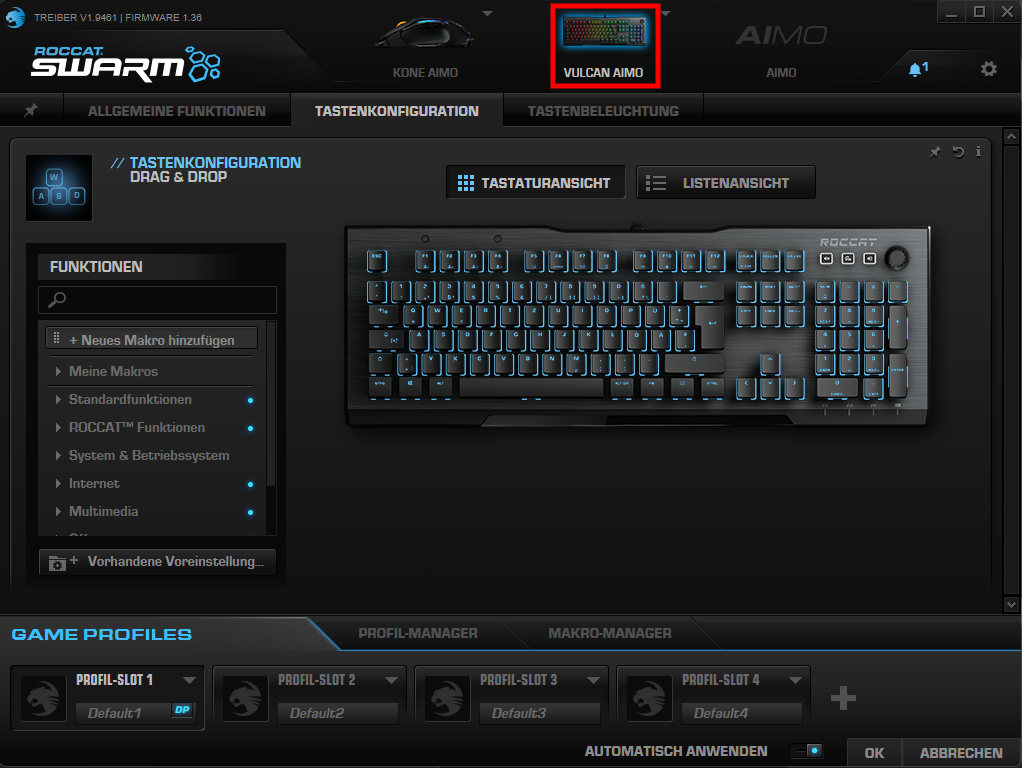 TREIBER V1.9461 | FIRMWARE 1.36
ROCCAT
SWARM
KONE AIMO
VULCAN AIMO
AIMO
AIMO
1
ALLGEMEINE FUNKTIONEN
TASTENKONFIGURATION
TASTENBELEUCHTUNG
W
A S D
// TASTENKONFIGURATION
DRAG & DROP
TASTATURANSICHT
LISTENANSICHT
FUNKTIONEN
+ Neues Makro hinzufügen
Meine Makros
Standardfunktionen
ROCCAT™ Funktionen
System & Betriebssystem
Internet
Multimedia
+ Vorhandene Voreinstellung...
ROCCAT
GAME PROFILES
PROFIL-MANAGER
MAKRO-MANAGER
PROFIL-SLOT 1
Default1
DP
PROFIL-SLOT 2
Default2
PROFIL-SLOT 3
Default3
PROFIL-SLOT 4
Default4
AUTOMATISCH ANWENDEN
OK
ABBRECHEN